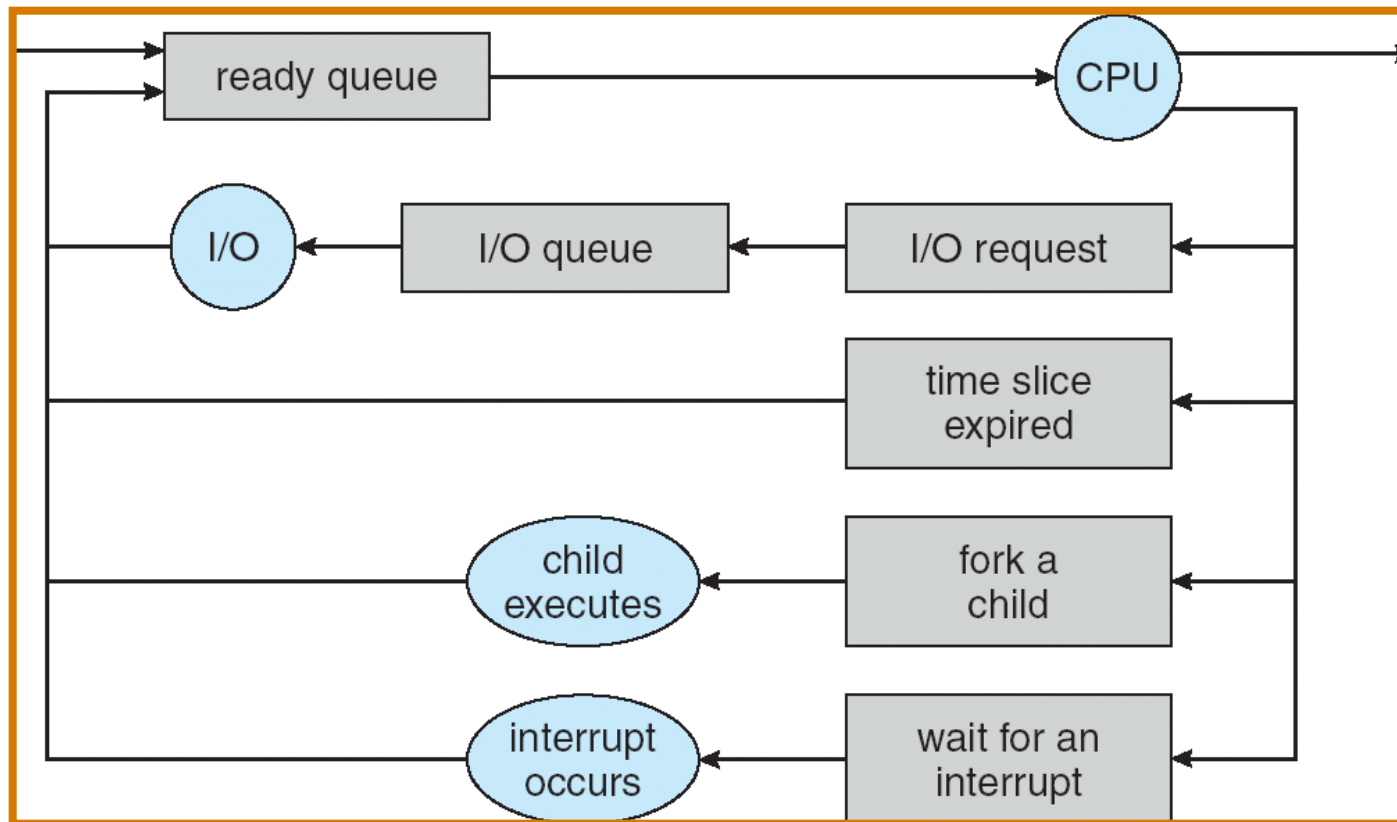 ready queue
CPU
I/O
I/O queue
I/O request
time slice
expired
child
executes
fork a
child
interrupt
occurs
wait for an
interrupt